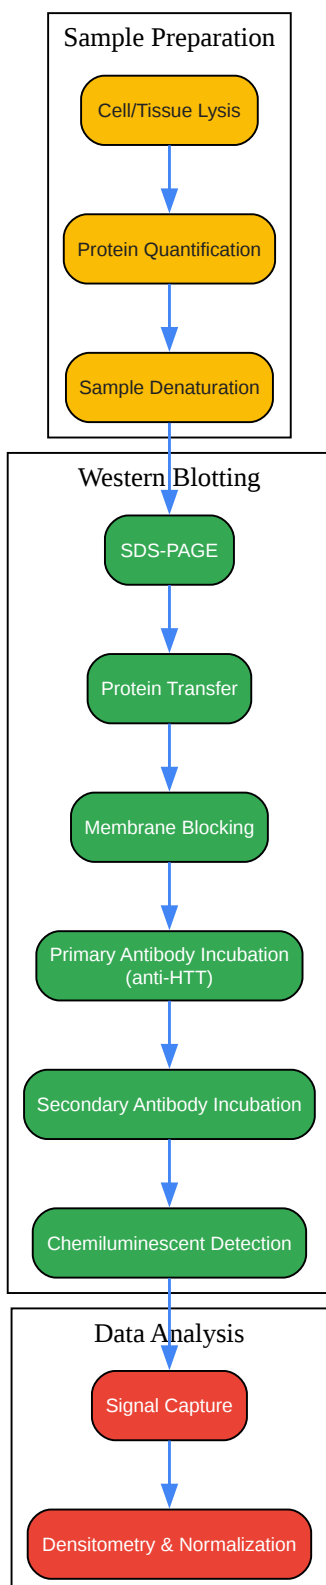 Sample Preparation
Cell/Tissue Lysis
Protein Quantification
Sample Denaturation
Western Blotting
SDS-PAGE
Protein Transfer
Membrane Blocking
Primary Antibody Incubation
(anti-HTT)
Secondary Antibody Incubation
Chemiluminescent Detection
Data Analysis
Signal Capture
Densitometry & Normalization